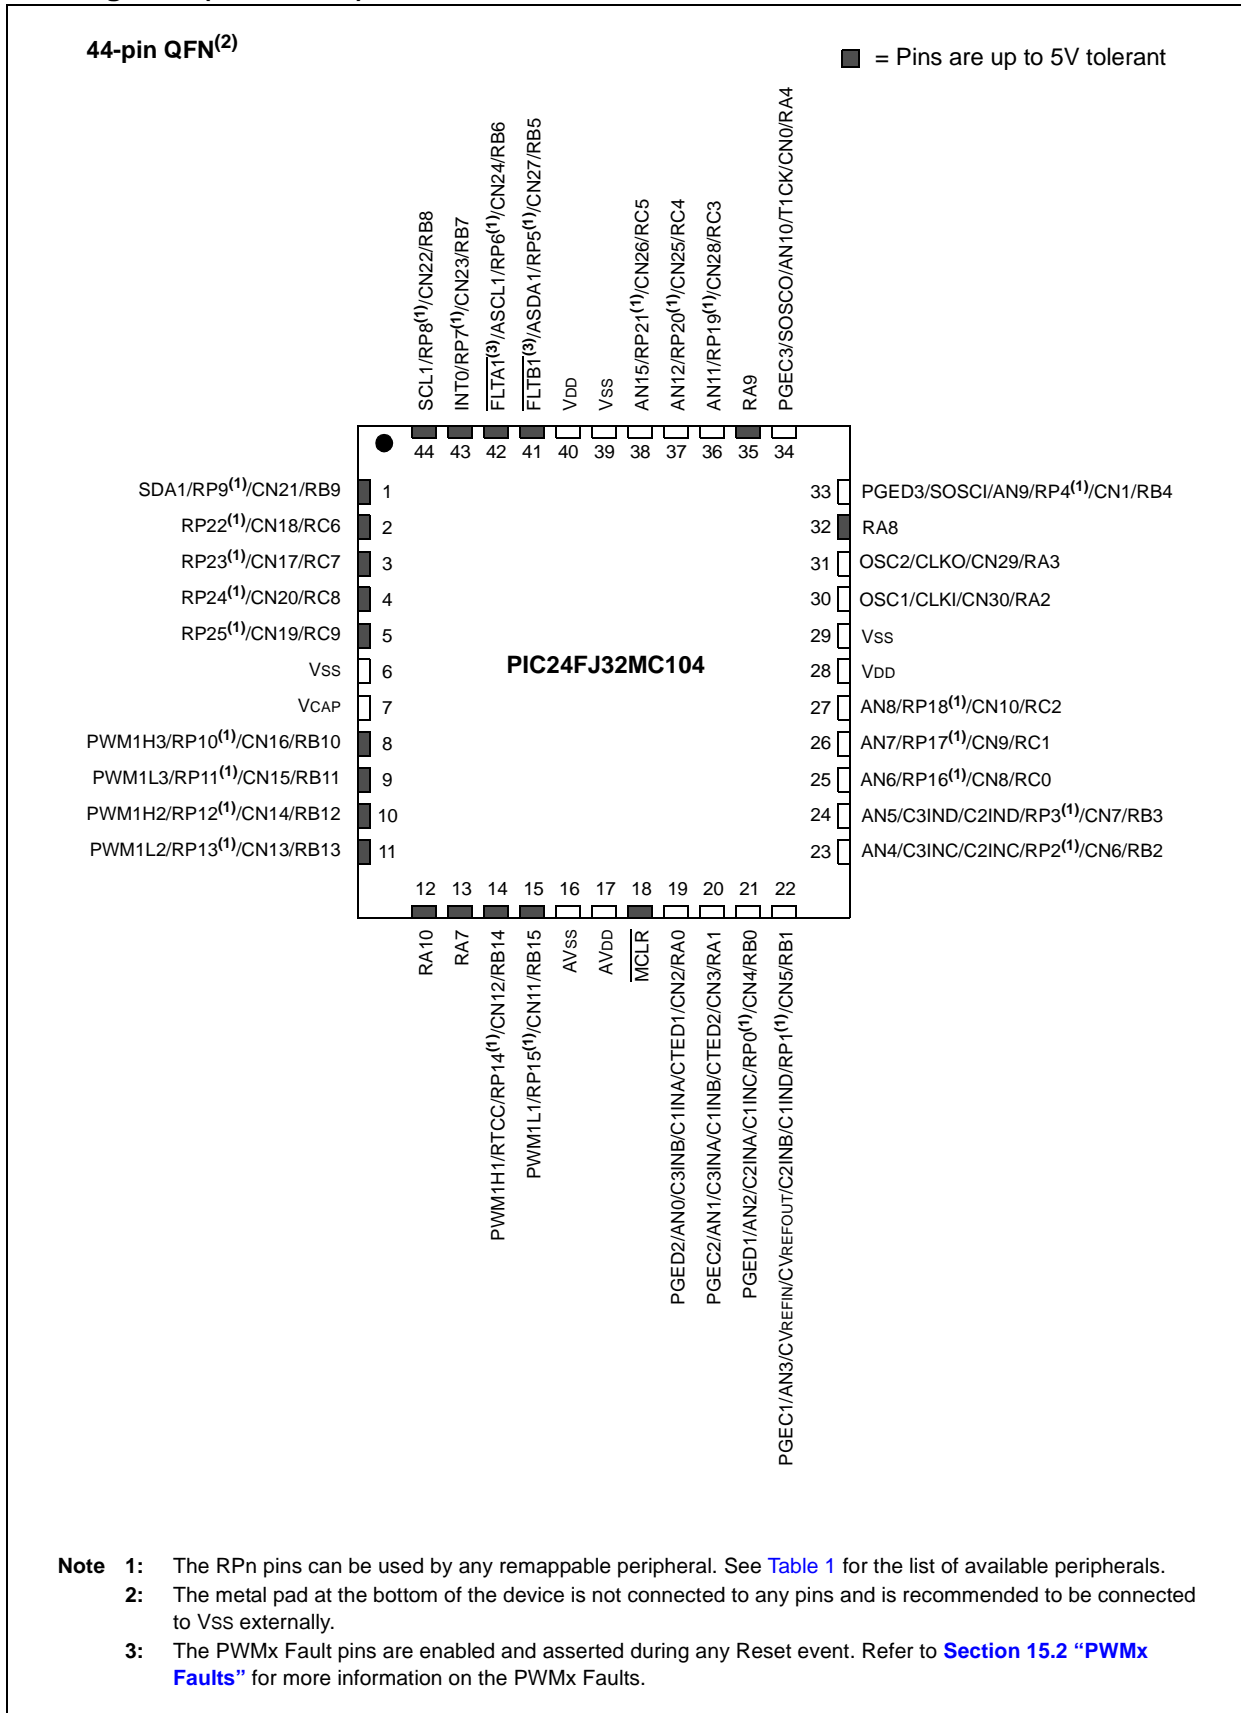 44-pin QFN(2)
= Pins are up to 5V tolerant
SCL1/RP8(1)/CN22/RB8
INT0/RP7(1)/CN23/RB7
FLTA1(3)/ASCL1/RP6(1)/CN24/RB6
FLTB1(3)/ASDA1/RP5(1)/CN27/RB5
VDD
VSS
AN15/RP21(1)/CN26/RC5
AN12/RP20(1)/CN25/RC4
AN11/RP19(1)/CN28/RC3
RA9
PGEC3/SOSCO/AN10/T1CK/CN0/RA4
44 43 42 41 40 39 38 37 36 35 34
SDA1/RP9(1)/CN21/RB9 1
RP22(1)/CN18/RC6 2
RP23(1)/CN17/RC7 3
RP24(1)/CN20/RC8 4
RP25(1)/CN19/RC9 5
VSS 6
VCAP 7
PWM1H3/RP10(1)/CN16/RB10 8
PWM1L3/RP11(1)/CN15/RB11 9
PWM1H2/RP12(1)/CN14/RB12 10
PWM1L2/RP13(1)/CN13/RB13 11
PIC24FJ32MC104
33 PGED3/SOSCI/AN9/RP4(1)/CN1/RB4
32 RA8
31 OSC2/CLKO/CN29/RA3
30 OSC1/CLKI/CN30/RA2
29 VSS
28 VDD
27 AN8/RP18(1)/CN10/RC2
26 AN7/RP17(1)/CN9/RC1
25 AN6/RP16(1)/CN8/RC0
24 AN5/C3IND/C2IND/RP3(1)/CN7/RB3
23 AN4/C3INC/C2INC/RP2(1)/CN6/RB2
12 13 14 15 16 17 18 19 20 21 22
RA10
RA7
PWM1H1/RTCC/RP14(1)/CN12/RB14
PWM1L1/RP15(1)/CN11/RB15
AVSS
AVDD
MCLR
PGED2/AN0/C3INB/C1INA/CTED1/CN2/RA0
PGEC2/AN1/C3INA/C1INB/CTED2/CN3/RA1
PGED1/AN2/C2INA/C1INC/RP0(1)/CN4/RB0
PGEC1/AN3/CVREFIN/CVREFOUT/C2INB/C1IND/RP1(1)/CN5/RB1
Note 1: The RPn pins can be used by any remappable peripheral. See Table 1 for the list of available peripherals.
2: The metal pad at the bottom of the device is not connected to any pins and is recommended to be connected
to VSS externally.
3: The PWMx Fault pins are enabled and asserted during any Reset event. Refer to Section 15.2 “PWMx
Faults” for more information on the PWMx Faults.